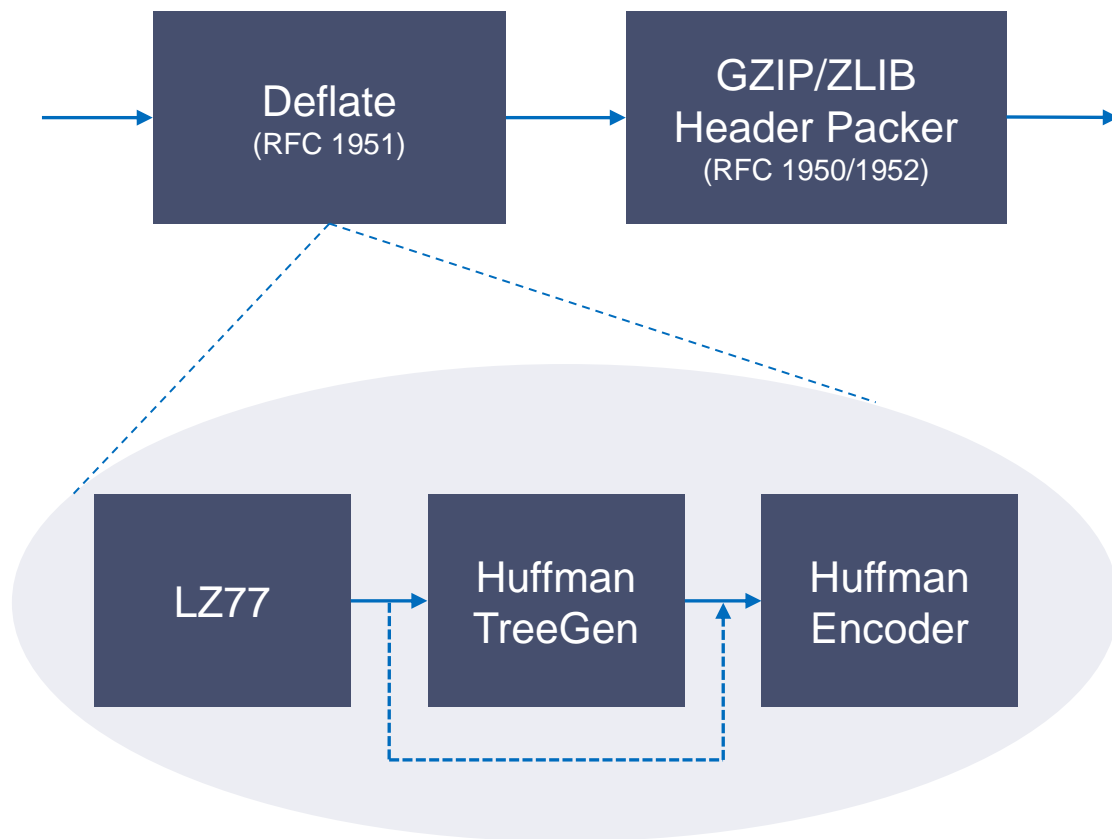 Deflate
(RFC 1951)
GZIP/ZLIB
Header Packer
(RFC 1950/1952)
LZ77
Huffman
TreeGen
Huffman
Encoder